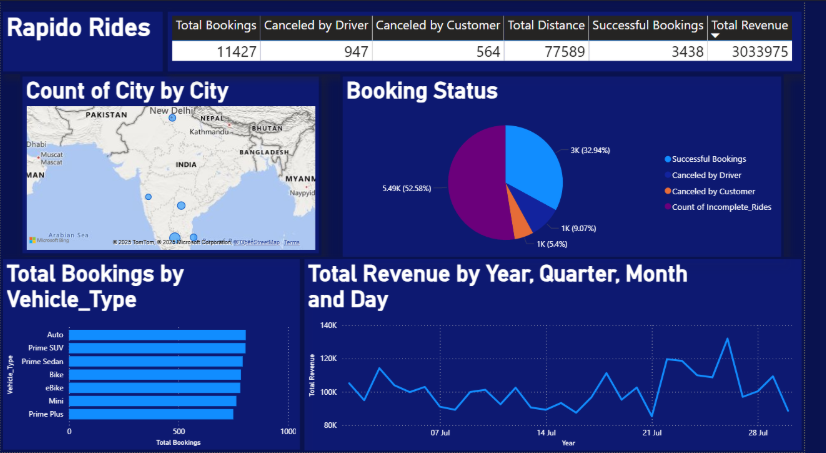 Rapido Rides
Total Bookings Canceled by Driver Canceled by Customer Total Distance Successful Bookings Total Revenue
11427 947 564 77589 3438 3033975
Count of City by City
New Delhi
PAKISTAN
NEPAL
Kathmandu
BHUTAN
Dhabi
Muscat
Mascat
BANGLADESH
INDIA
MAN
MYANM
Naypyid
Arabian Sea
Microsoft Bing
© 2025 TomTom, © 2025 Microsoft Corporation, © OpenStreetMap Terms
Booking Status
3K (32.94%)
5.49K (52.58%)
1K (9.07%)
1K (5.4%)
Successful Bookings
Canceled by Driver
Canceled by Customer
Count of Incomplete_Rides
Total Bookings by
Vehicle_Type
Vehicle_Type
Auto
Prime SUV
Prime Sedan
Bike
eBike
Mini
Prime Plus
0 500 1000
Total Bookings
Total Revenue by Year, Quarter, Month
and Day
Total Revenue
140K
120K
100K
80K
07 Jul 14 Jul 21 Jul 28 Jul
Year